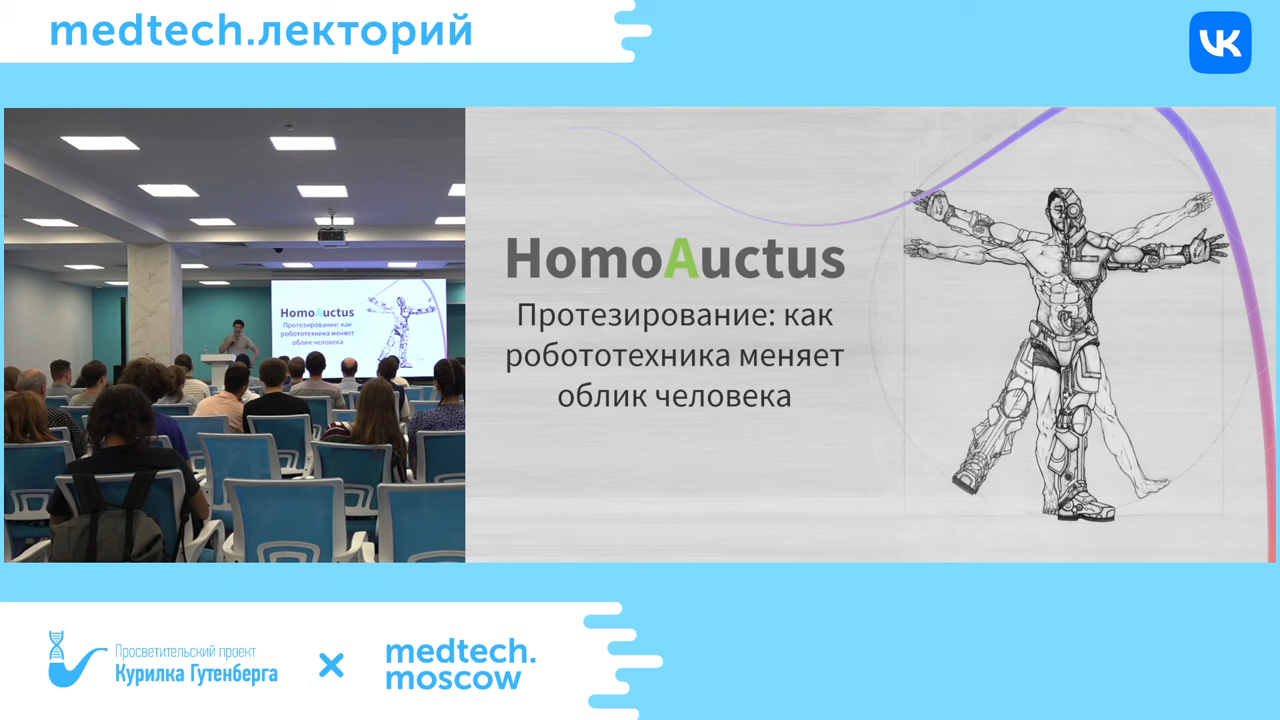 medtech.лекторий
VK
HomoAuctus
Протезирование: как
робототехника меняет
облик человека
HomoAuctus
Протезирование: как
робототехника меняет
облик человека
Просветительский проект
Курилка Гутенберга
medtech.
moscow